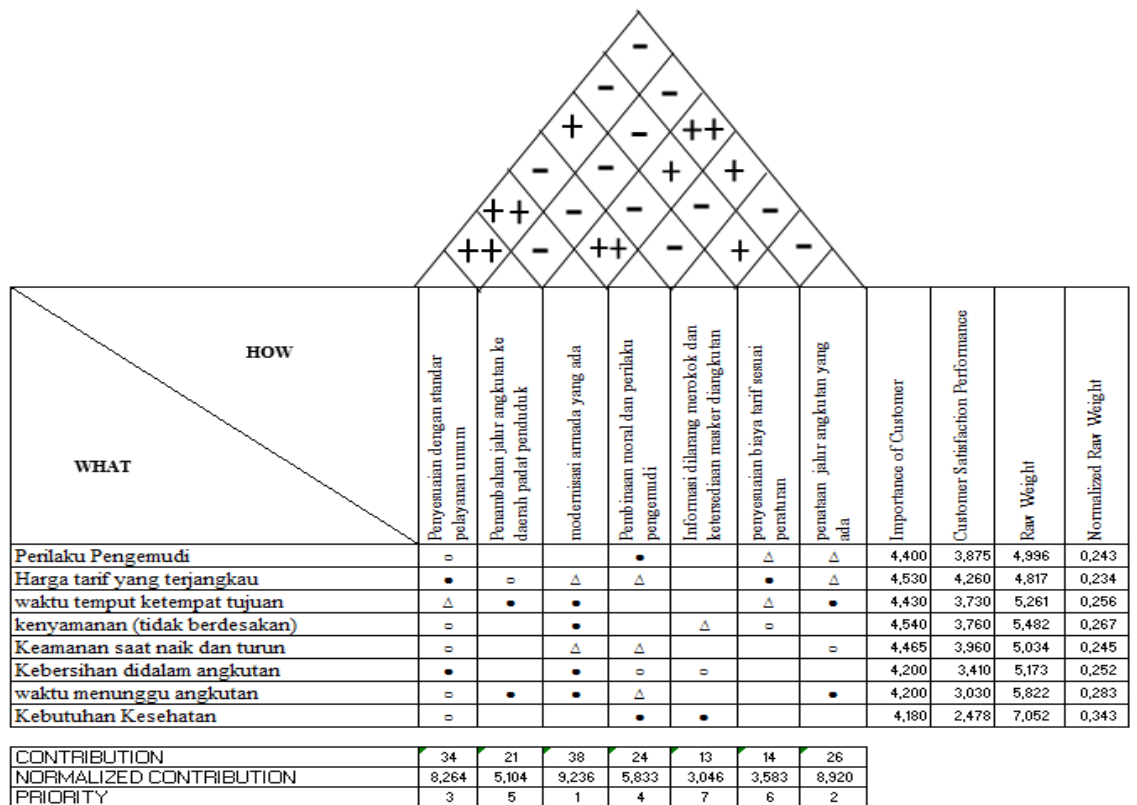 −
− −
+ − ++
− − + +
++ − − − −
++ − ++ − + −
HOW
WHAT
Penyesuaian dengan standar
pelayanan umum
Penambahan jalur angkutan ke
daerah padat penduduk
modernisasi armada yang ada
Pembinaan moral dan perilaku
pengemudi
Informasi dilarang merokok dan
ketersediaan masker diangkutan
penyesuaian biaya tarif sesuai
peraturan
penataan jalur angkutan yang
ada
Importance of Customer
Customer Satisfaction Performance
Raw Weight
Normalized Raw Weight
Perilaku Pengemudi ○ ● △ △ 4,400 3,875 4,996 0,243
Harga tarif yang terjangkau ● ○ △ △ ● △ 4,530 4,260 4,817 0,234
waktu temput ketempat tujuan △ ● ● △ ● 4,430 3,730 5,261 0,256
kenyamanan (tidak berdesakan) ○ ● △ ○ 4,540 3,760 5,482 0,267
Keamanan saat naik dan turun ○ △ △ ○ 4,465 3,960 5,034 0,245
Kebersihan didalam angkutan ● ● ○ ○ 4,200 3,410 5,173 0,252
waktu menunggu angkutan ○ ● ● △ ● 4,200 3,030 5,822 0,283
Kebutuhan Kesehatan ○ ● ● 4,180 2,478 7,052 0,343
CONTRIBUTION 34 21 38 24 13 14 26
NORMALIZED CONTRIBUTION 8,264 5,104 9,236 5,833 3,046 3,583 8,920
PRIORITY 3 5 1 4 7 6 2